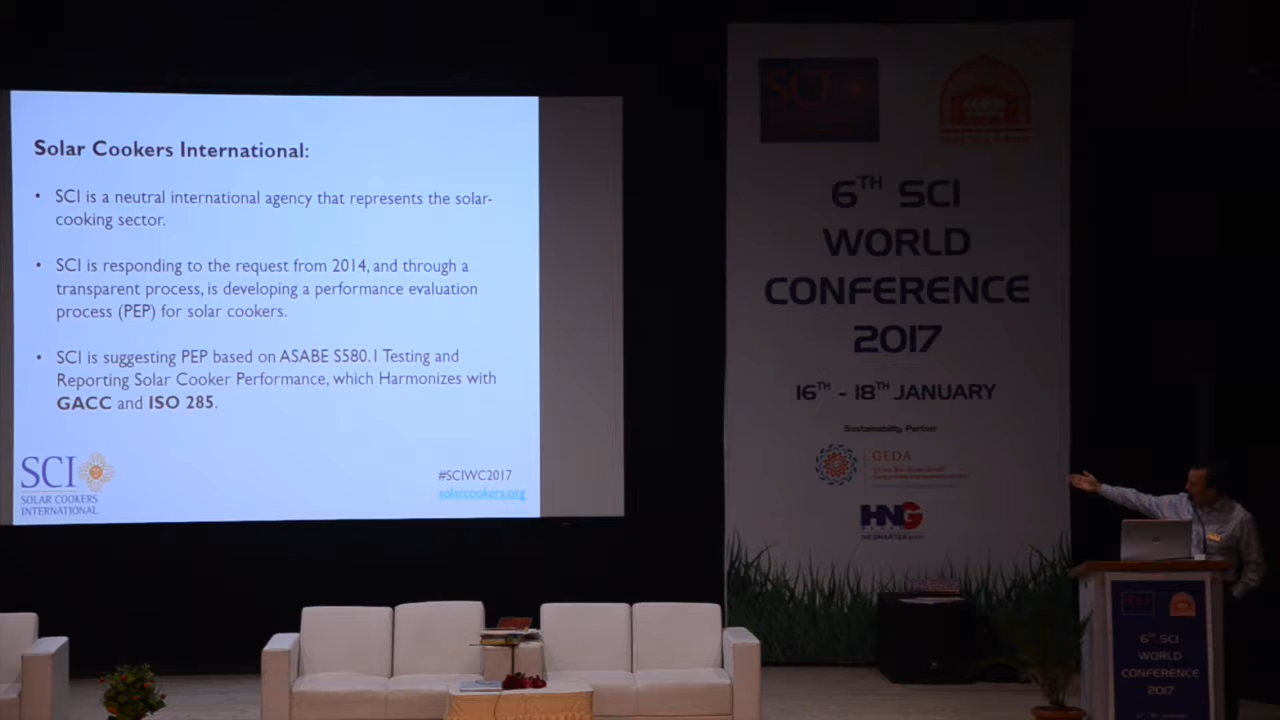 Solar Cookers International:
• SCI is a neutral international agency that represents the solar-
cooking sector.
• SCI is responding to the request from 2014, and through a
transparent process, is developing a performance evaluation
process (PEP) for solar cookers.
• SCI is suggesting PEP based on ASABE S580.1 Testing and
Reporting Solar Cooker Performance, which Harmonizes with
GACC and ISO 285.
SCI
SOLAR COOKERS
INTERNATIONAL
#SCIWC2017
solarcookers.org
SCI
6TH SCI
WORLD
CONFERENCE
2017
16TH - 18TH JANUARY
Sustainability Partner
GEDA
HNG
6TH SCI
WORLD
CONFERENCE
2017